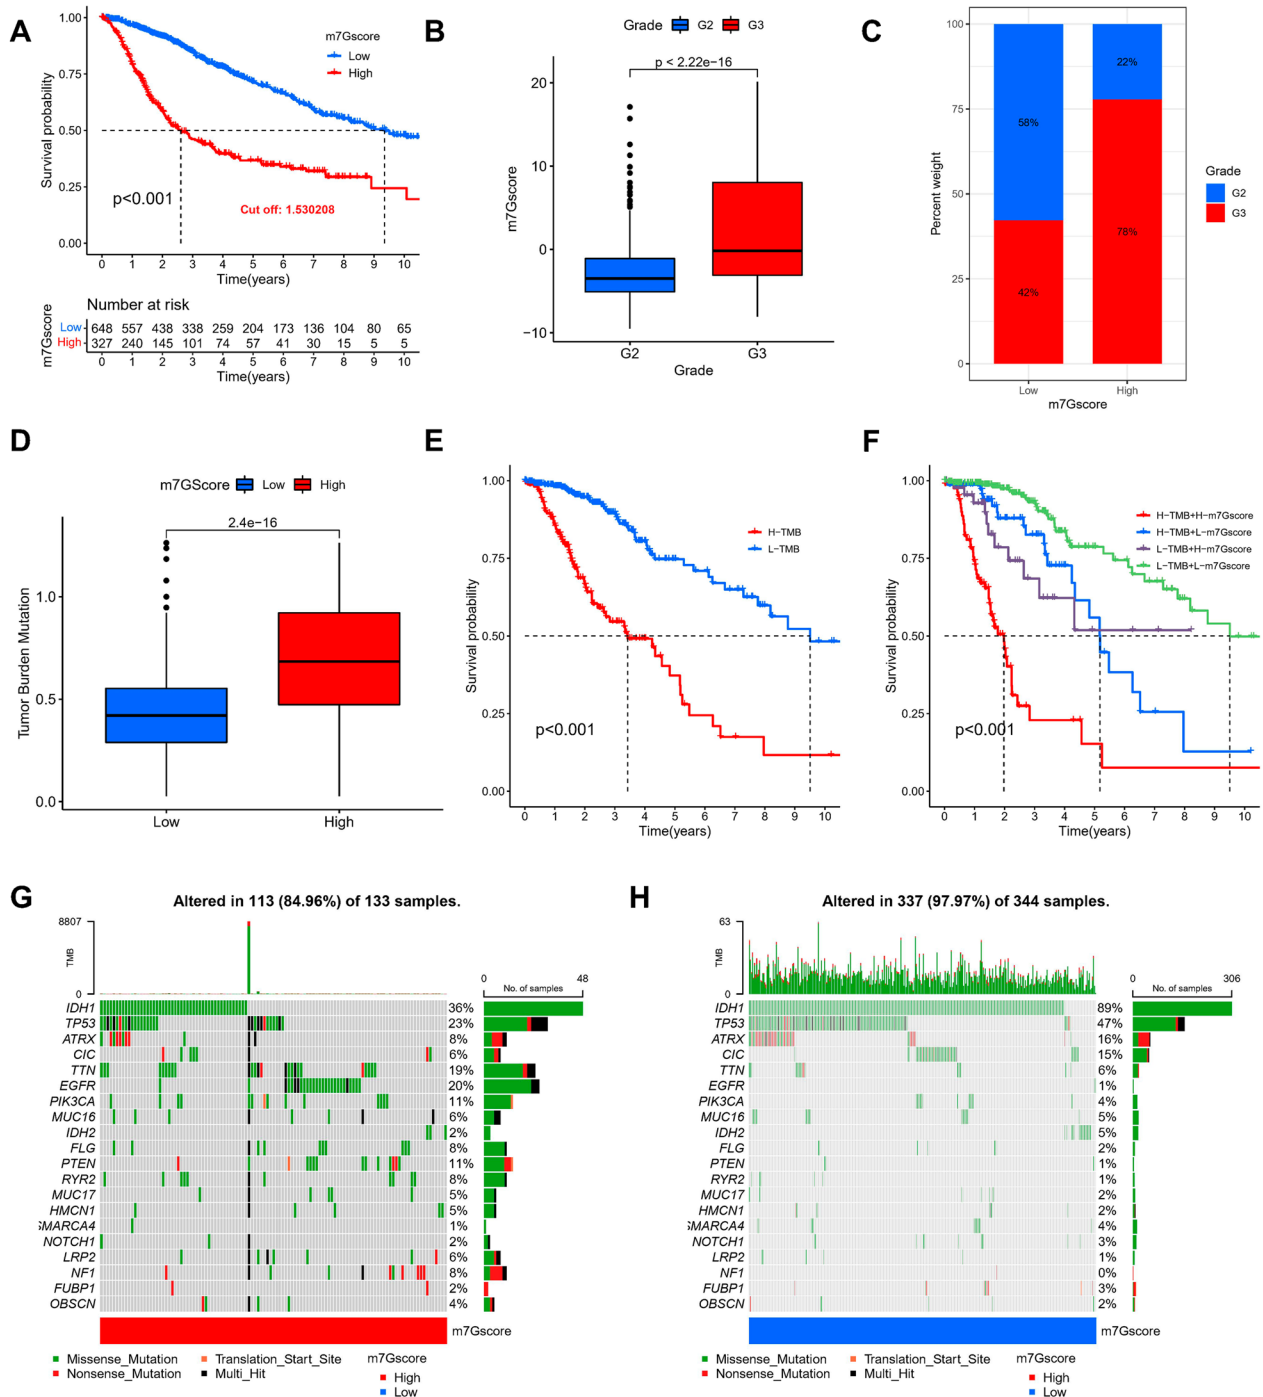 A
m7Gscore
Low
High
Survival probability
1.00
0.75
0.50
0.25
0.00
p<0.001
Cut off: 1.530208
0 1 2 3 4 5 6 7 8 9 10
Time(years)
Number at risk
m7Gscore
Low 648 557 438 338 259 204 173 136 104 80 65
High 327 240 145 101 74 57 41 30 15 5 5
0 1 2 3 4 5 6 7 8 9 10
Time(years)
B
Grade G2 G3
p < 2.22e−16
m7Gscore
20
10
0
−10
G2 G3
Grade
C
Percent weight
100
75
50
25
0
58%
42%
22%
78%
Low High
m7Gscore
Grade
G2
G3
D
m7GScore Low High
2.4e−16
Tumor Burden Mutation
1.0
0.5
0.0
Low High
E
Survival probability
1.00
0.75
0.50
0.25
0.00
H−TMB
L−TMB
p<0.001
0 1 2 3 4 5 6 7 8 9 10
Time(years)
F
Survival probability
1.00
0.75
0.50
0.25
0.00
H−TMB+H−m7Gscore
H−TMB+L−m7Gscore
L−TMB+H−m7Gscore
L−TMB+L−m7Gscore
p<0.001
0 1 2 3 4 5 6 7 8 9 10
Time(years)
G
Altered in 113 (84.96%) of 133 samples.
8807
TMB
0
0 48
No. of samples
IDH1 36%
TP53 23%
ATRX 8%
CIC 6%
TTN 19%
EGFR 20%
PIK3CA 11%
MUC16 6%
IDH2 2%
FLG 8%
PTEN 11%
RYR2 8%
MUC17 5%
HMCN1 5%
SMARCA4 1%
NOTCH1 2%
LRP2 6%
NF1 8%
FUBP1 2%
OBSCN 4%
m7Gscore
Missense_Mutation Translation_Start_Site m7Gscore
Nonsense_Mutation Multi_Hit High
Low
H
Altered in 337 (97.97%) of 344 samples.
63
TMB
0
0 306
No. of samples
IDH1 89%
TP53 47%
ATRX 16%
CIC 15%
TTN 6%
EGFR 1%
PIK3CA 4%
MUC16 5%
IDH2 5%
FLG 2%
PTEN 1%
RYR2 1%
MUC17 2%
HMCN1 2%
SMARCA4 4%
NOTCH1 3%
LRP2 1%
NF1 0%
FUBP1 3%
OBSCN 2%
m7Gscore
Missense_Mutation Translation_Start_Site m7Gscore
Nonsense_Mutation Multi_Hit High
Low